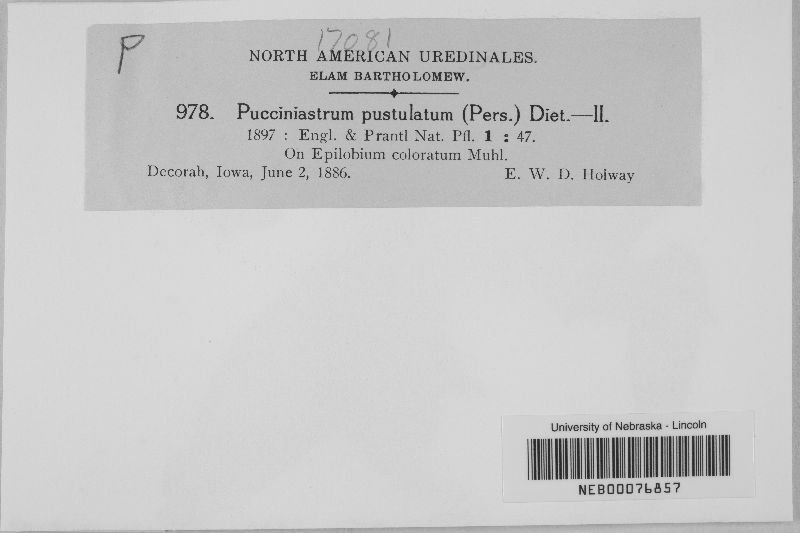 P
17081
NORTH AMERICAN UREDINALES.
ELAM BARTHOLOMEW.
978. Pucciniastrum pustulatum (Pers.) Diet.—II.
1897 : Engl. & Prantl Nat. Pfl. 1 : 47.
On Epilobium coloratum Muhl.
Decorah, Iowa, June 2, 1886. E. W. D. Holway
University of Nebraska - Lincoln
NEB00076857